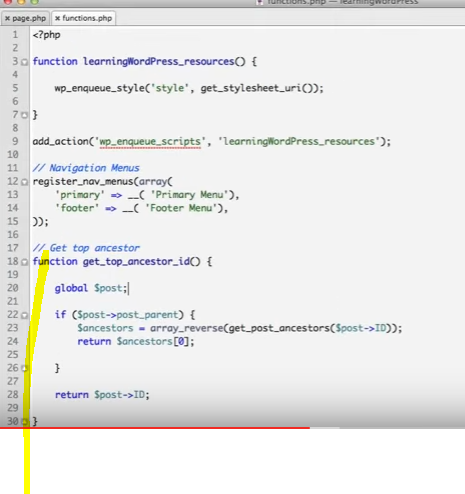 functions.php — learningWordPress
× page.php × functions.php
1 <?php
2
3 function learningWordPress_resources() {
4
5 wp_enqueue_style('style', get_stylesheet_uri());
6
7 }
8
9 add_action('wp_enqueue_scripts', 'learningWordPress_resources');
10
11 // Navigation Menus
12 register_nav_menus(array(
13 'primary' => __( 'Primary Menu'),
14 'footer' => __( 'Footer Menu'),
15 ));
16
17 // Get top ancestor
18 function get_top_ancestor_id() {
19
20 global $post;
21
22 if ($post->post_parent) {
23 $ancestors = array_reverse(get_post_ancestors($post->ID));
24 return $ancestors[0];
25
26 }
27
28 return $post->ID;
29
30 }